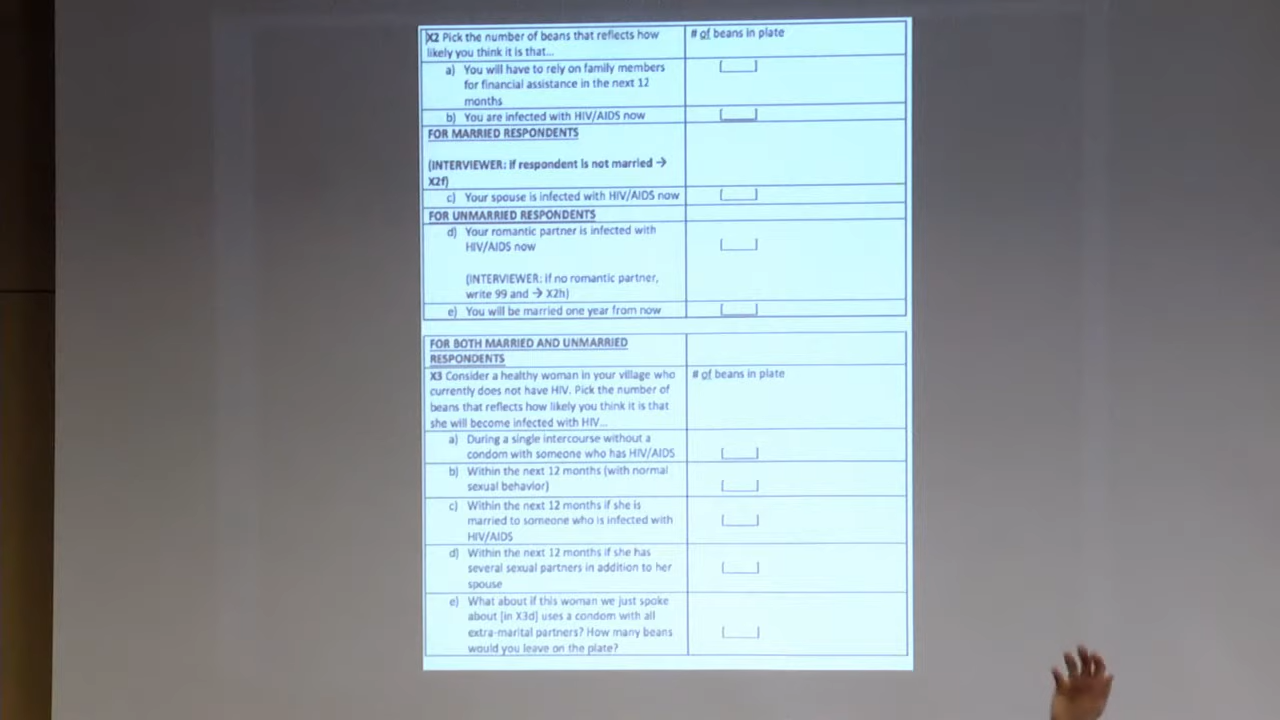 X2 Pick the number of beans that reflects how
likely you think it is that...
# of beans in plate
a) You will have to rely on family members
for financial assistance in the next 12
months
[___]
b) You are infected with HIV/AIDS now
[___]
FOR MARRIED RESPONDENTS
(INTERVIEWER: If respondent is not married →
X2f)
c) Your spouse is infected with HIV/AIDS now
[___]
FOR UNMARRIED RESPONDENTS
d) Your romantic partner is infected with
HIV/AIDS now
[___]
(INTERVIEWER: if no romantic partner,
write 99 and → X2h)
e) You will be married one year from now
[___]
FOR BOTH MARRIED AND UNMARRIED
RESPONDENTS
X3 Consider a healthy woman in your village who
currently does not have HIV. Pick the number of
beans that reflects how likely you think it is that
she will become infected with HIV...
# of beans in plate
a) During a single intercourse without a
condom with someone who has HIV/AIDS
[___]
b) Within the next 12 months (with normal
sexual behavior)
[___]
c) Within the next 12 months if she is
married to someone who is infected with
HIV/AIDS
[___]
d) Within the next 12 months if she has
several sexual partners in addition to her
spouse
[___]
e) What about if this woman we just spoke
about [in X3d] uses a condom with all
extra-marital partners? How many beans
would you leave on the plate?
[___]